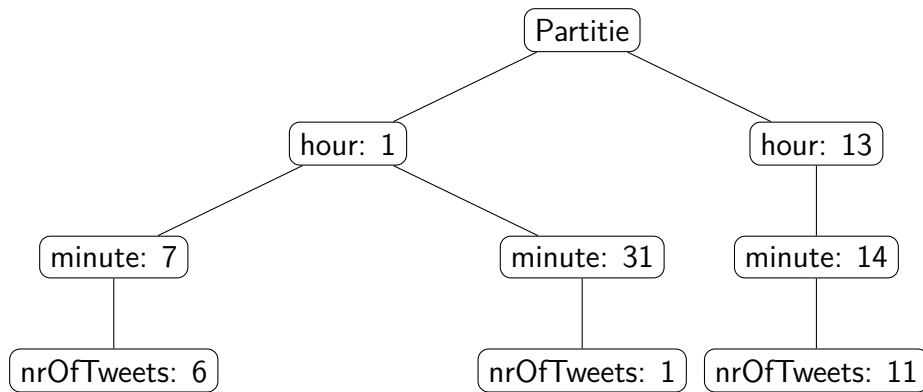 Partitie
hour: 1
hour: 13
minute: 7
minute: 31
minute: 14
nrOfTweets: 6
nrOfTweets: 1
nrOfTweets: 11